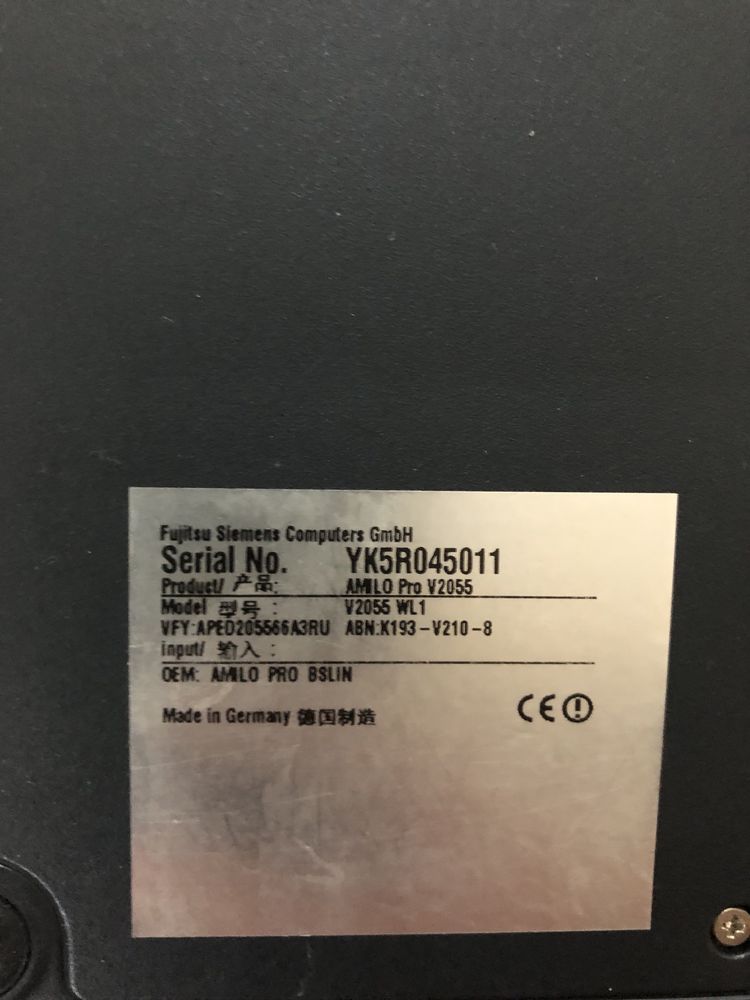 Fujitsu Siemens Computers GmbH
Serial No. YK5R045011
Product/ 产品: AMILO Pro V2055
Model 型号: V2055 WL1
VFY:APED205566A3RU ABN:K193-V210-8
input/ 输入:
OEM: AMILO PRO BSLIN
Made in Germany 德国制造
CE